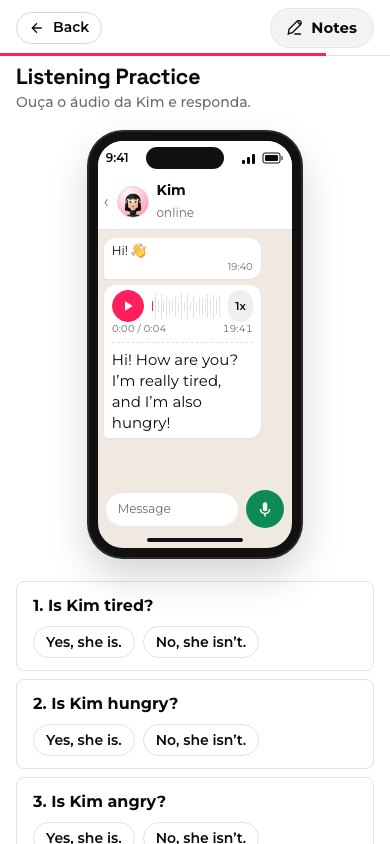 Back
Notes
Listening Practice
Ouça o áudio da Kim e responda.
9:41
Kim
online
Hi! 👋
19:40
1x
0:00 / 0:04
19:41
Hi! How are you?
I’m really tired,
and I’m also
hungry!
Message
1. Is Kim tired?
Yes, she is.
No, she isn’t.
2. Is Kim hungry?
Yes, she is.
No, she isn’t.
3. Is Kim angry?
Yes, she is.
No, she isn’t.